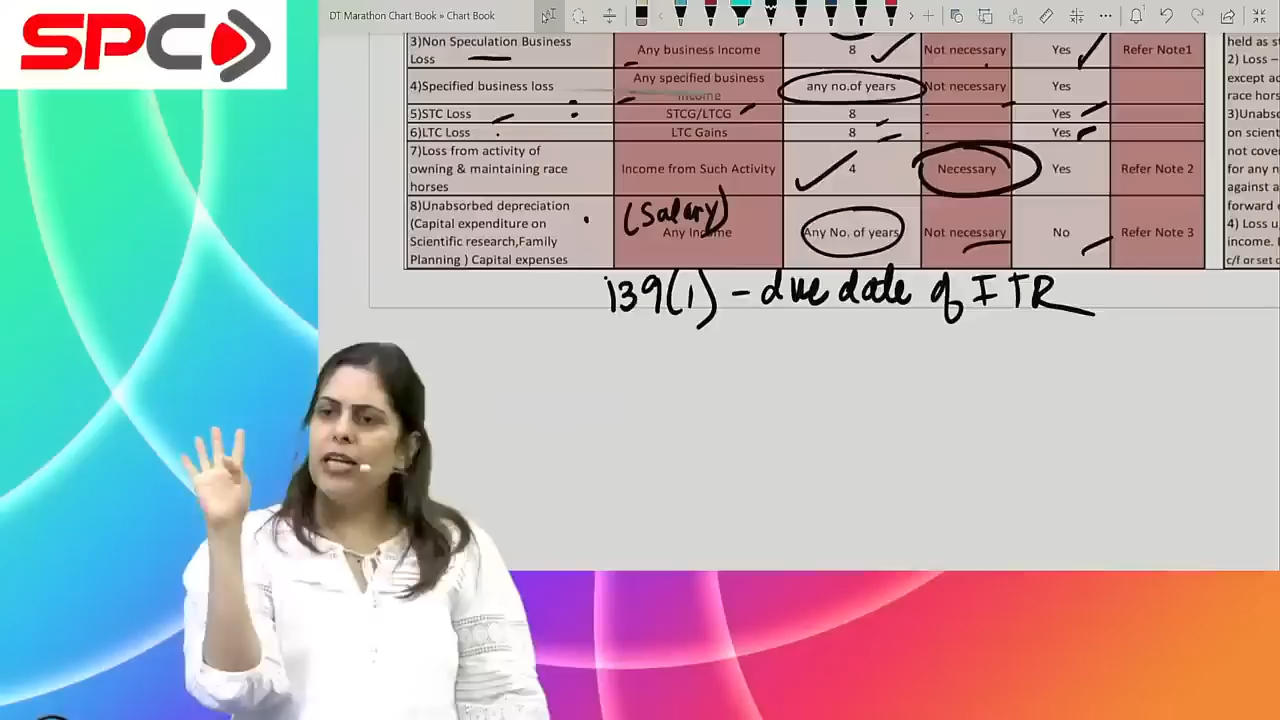 SPC
DT Marathon Chart Book » Chart Book
3)Non Speculation Business Loss
Any business Income
8
Not necessary
Yes
Refer Note1
4)Specified business loss
Any specified business income
any no.of years
Not necessary
Yes
5)STC Loss
STCG/LTCG
8
-
Yes
6)LTC Loss
LTC Gains
8
-
Yes
7)Loss from activity of
owning & maintaining race
horses
Income from Such Activity
4
Necessary
Yes
Refer Note 2
8)Unabsorbed depreciation
(Capital expenditure on
Scientific research,Family
Planning ) Capital expenses
(Salary)
Any Income
Any No. of years
Not necessary
No
Refer Note 3
held as s
2) Loss –
except a
race hors
3)Unabs
on scient
not cove
for any n
against a
forward
4) Loss u
income. I
c/f or set o
139(1) - due date of ITR